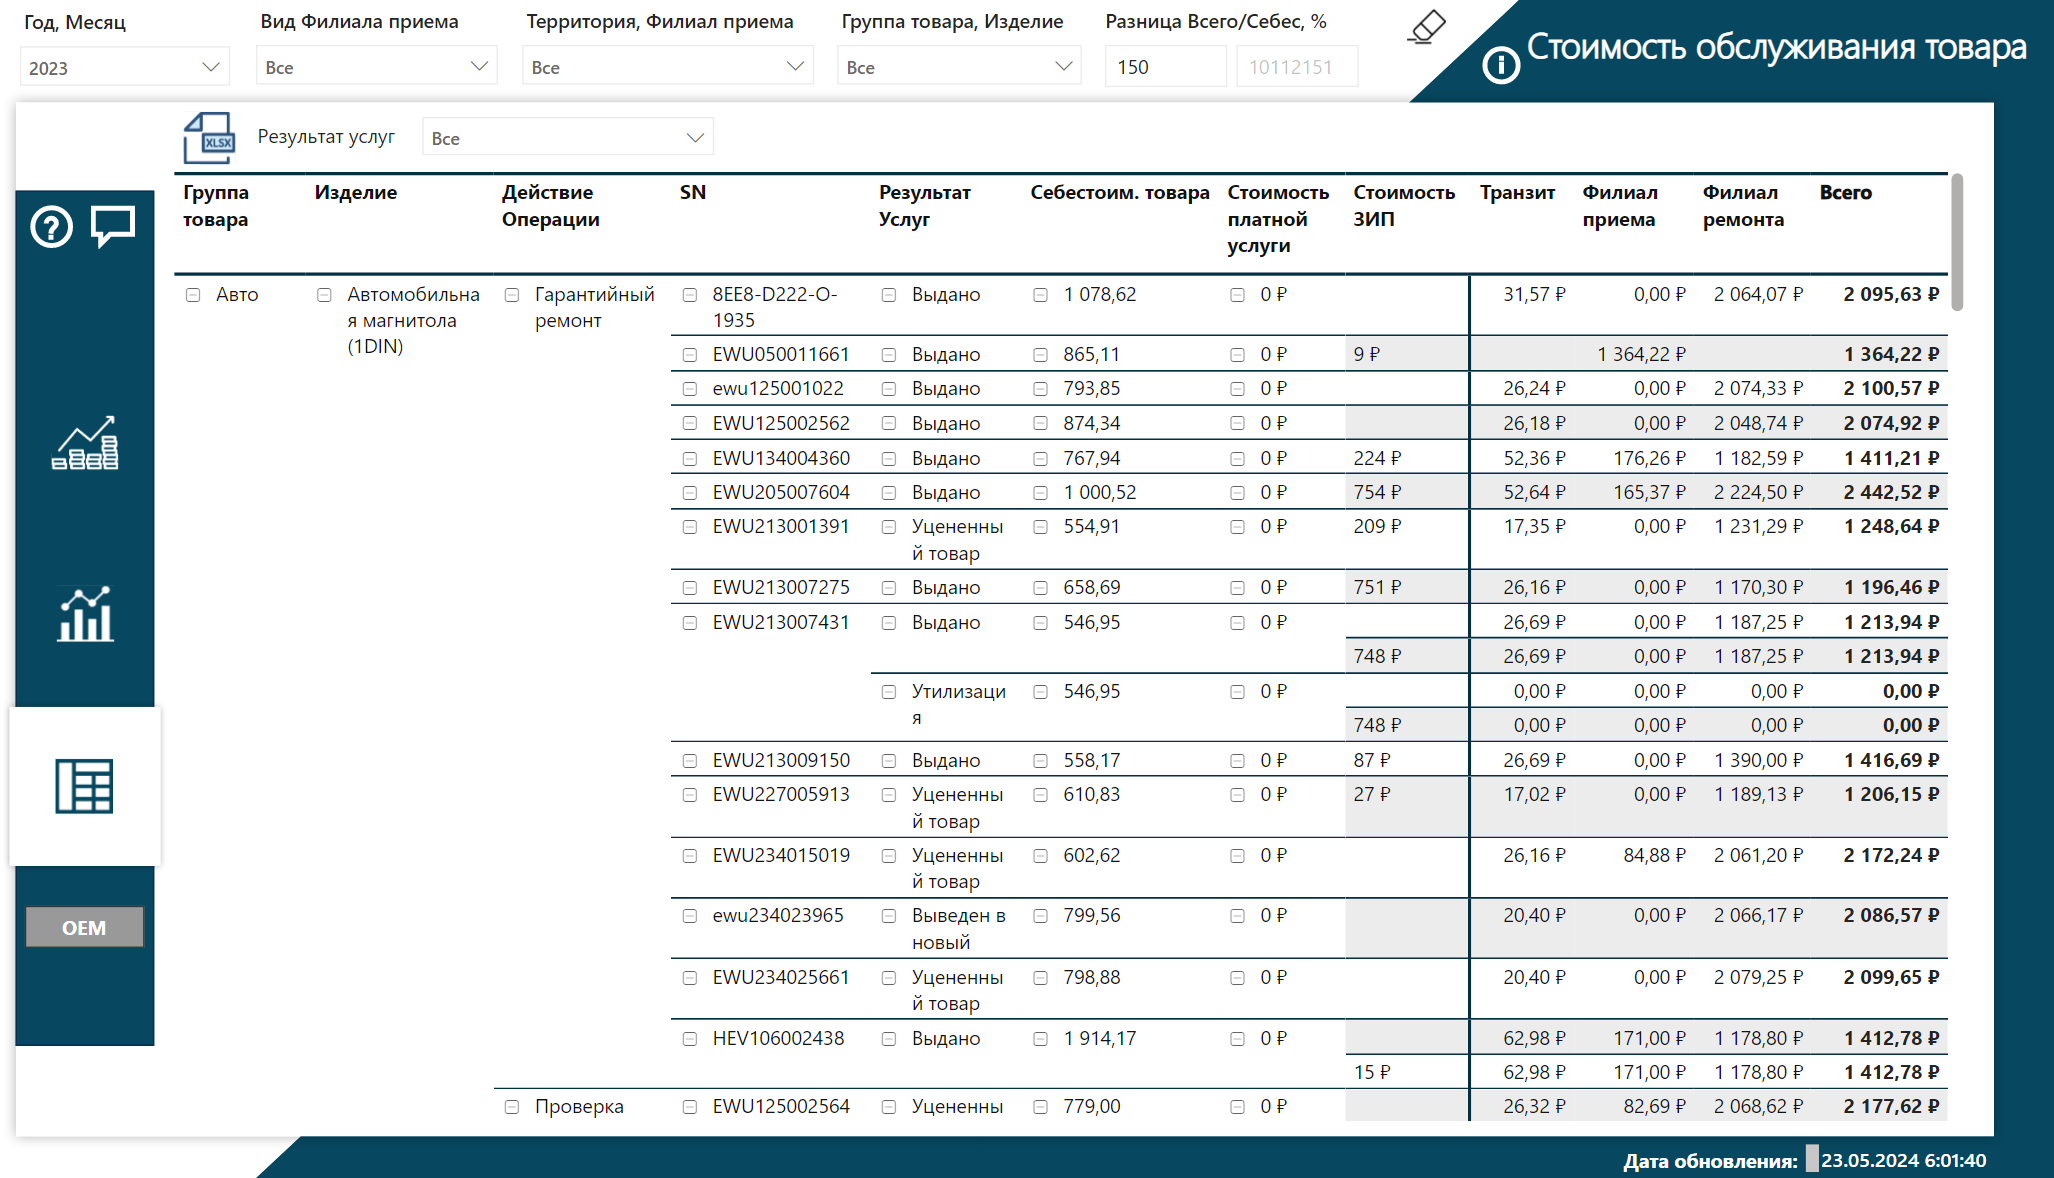 Год, Месяц
Вид Филиала приема
Территория, Филиал приема
Группа товара, Изделие
Разница Всего/Себес, %
2023
Все
Все
Все
150
10112151
Стоимость обслуживания товара
XLSX
Результат услуг
Все
Группа товара Изделие Действие Операции SN Результат Услуг Себестоим. товара Стоимость платной услуги Стоимость ЗИП Транзит Филиал приема Филиал ремонта Всего
Авто Автомобильная магнитола (1DIN) Гарантийный ремонт 8EE8-D222-O-1935 Выдано 1 078,62 0 ₽ 31,57 ₽ 0,00 ₽ 2 064,07 ₽ 2 095,63 ₽
EWU050011661 Выдано 865,11 0 ₽ 9 ₽ 1 364,22 ₽ 1 364,22 ₽
ewu125001022 Выдано 793,85 0 ₽ 26,24 ₽ 0,00 ₽ 2 074,33 ₽ 2 100,57 ₽
EWU125002562 Выдано 874,34 0 ₽ 26,18 ₽ 0,00 ₽ 2 048,74 ₽ 2 074,92 ₽
EWU134004360 Выдано 767,94 0 ₽ 224 ₽ 52,36 ₽ 176,26 ₽ 1 182,59 ₽ 1 411,21 ₽
EWU205007604 Выдано 1 000,52 0 ₽ 754 ₽ 52,64 ₽ 165,37 ₽ 2 224,50 ₽ 2 442,52 ₽
EWU213001391 Уцененный товар 554,91 0 ₽ 209 ₽ 17,35 ₽ 0,00 ₽ 1 231,29 ₽ 1 248,64 ₽
EWU213007275 Выдано 658,69 0 ₽ 751 ₽ 26,16 ₽ 0,00 ₽ 1 170,30 ₽ 1 196,46 ₽
EWU213007431 Выдано 546,95 0 ₽ 26,69 ₽ 0,00 ₽ 1 187,25 ₽ 1 213,94 ₽
748 ₽ 26,69 ₽ 0,00 ₽ 1 187,25 ₽ 1 213,94 ₽
Утилизация 546,95 0 ₽ 0,00 ₽ 0,00 ₽ 0,00 ₽ 0,00 ₽
748 ₽ 0,00 ₽ 0,00 ₽ 0,00 ₽ 0,00 ₽
EWU213009150 Выдано 558,17 0 ₽ 87 ₽ 26,69 ₽ 0,00 ₽ 1 390,00 ₽ 1 416,69 ₽
EWU227005913 Уцененный товар 610,83 0 ₽ 27 ₽ 17,02 ₽ 0,00 ₽ 1 189,13 ₽ 1 206,15 ₽
EWU234015019 Уцененный товар 602,62 0 ₽ 26,16 ₽ 84,88 ₽ 2 061,20 ₽ 2 172,24 ₽
ewu234023965 Выведен в новый 799,56 0 ₽ 20,40 ₽ 0,00 ₽ 2 066,17 ₽ 2 086,57 ₽
EWU234025661 Уцененный товар 798,88 0 ₽ 20,40 ₽ 0,00 ₽ 2 079,25 ₽ 2 099,65 ₽
HEV106002438 Выдано 1 914,17 0 ₽ 62,98 ₽ 171,00 ₽ 1 178,80 ₽ 1 412,78 ₽
15 ₽ 62,98 ₽ 171,00 ₽ 1 178,80 ₽ 1 412,78 ₽
Проверка EWU125002564 Уцененны 779,00 0 ₽ 26,32 ₽ 82,69 ₽ 2 068,62 ₽ 2 177,62 ₽
OEM
Дата обновления: 23.05.2024 6:01:40